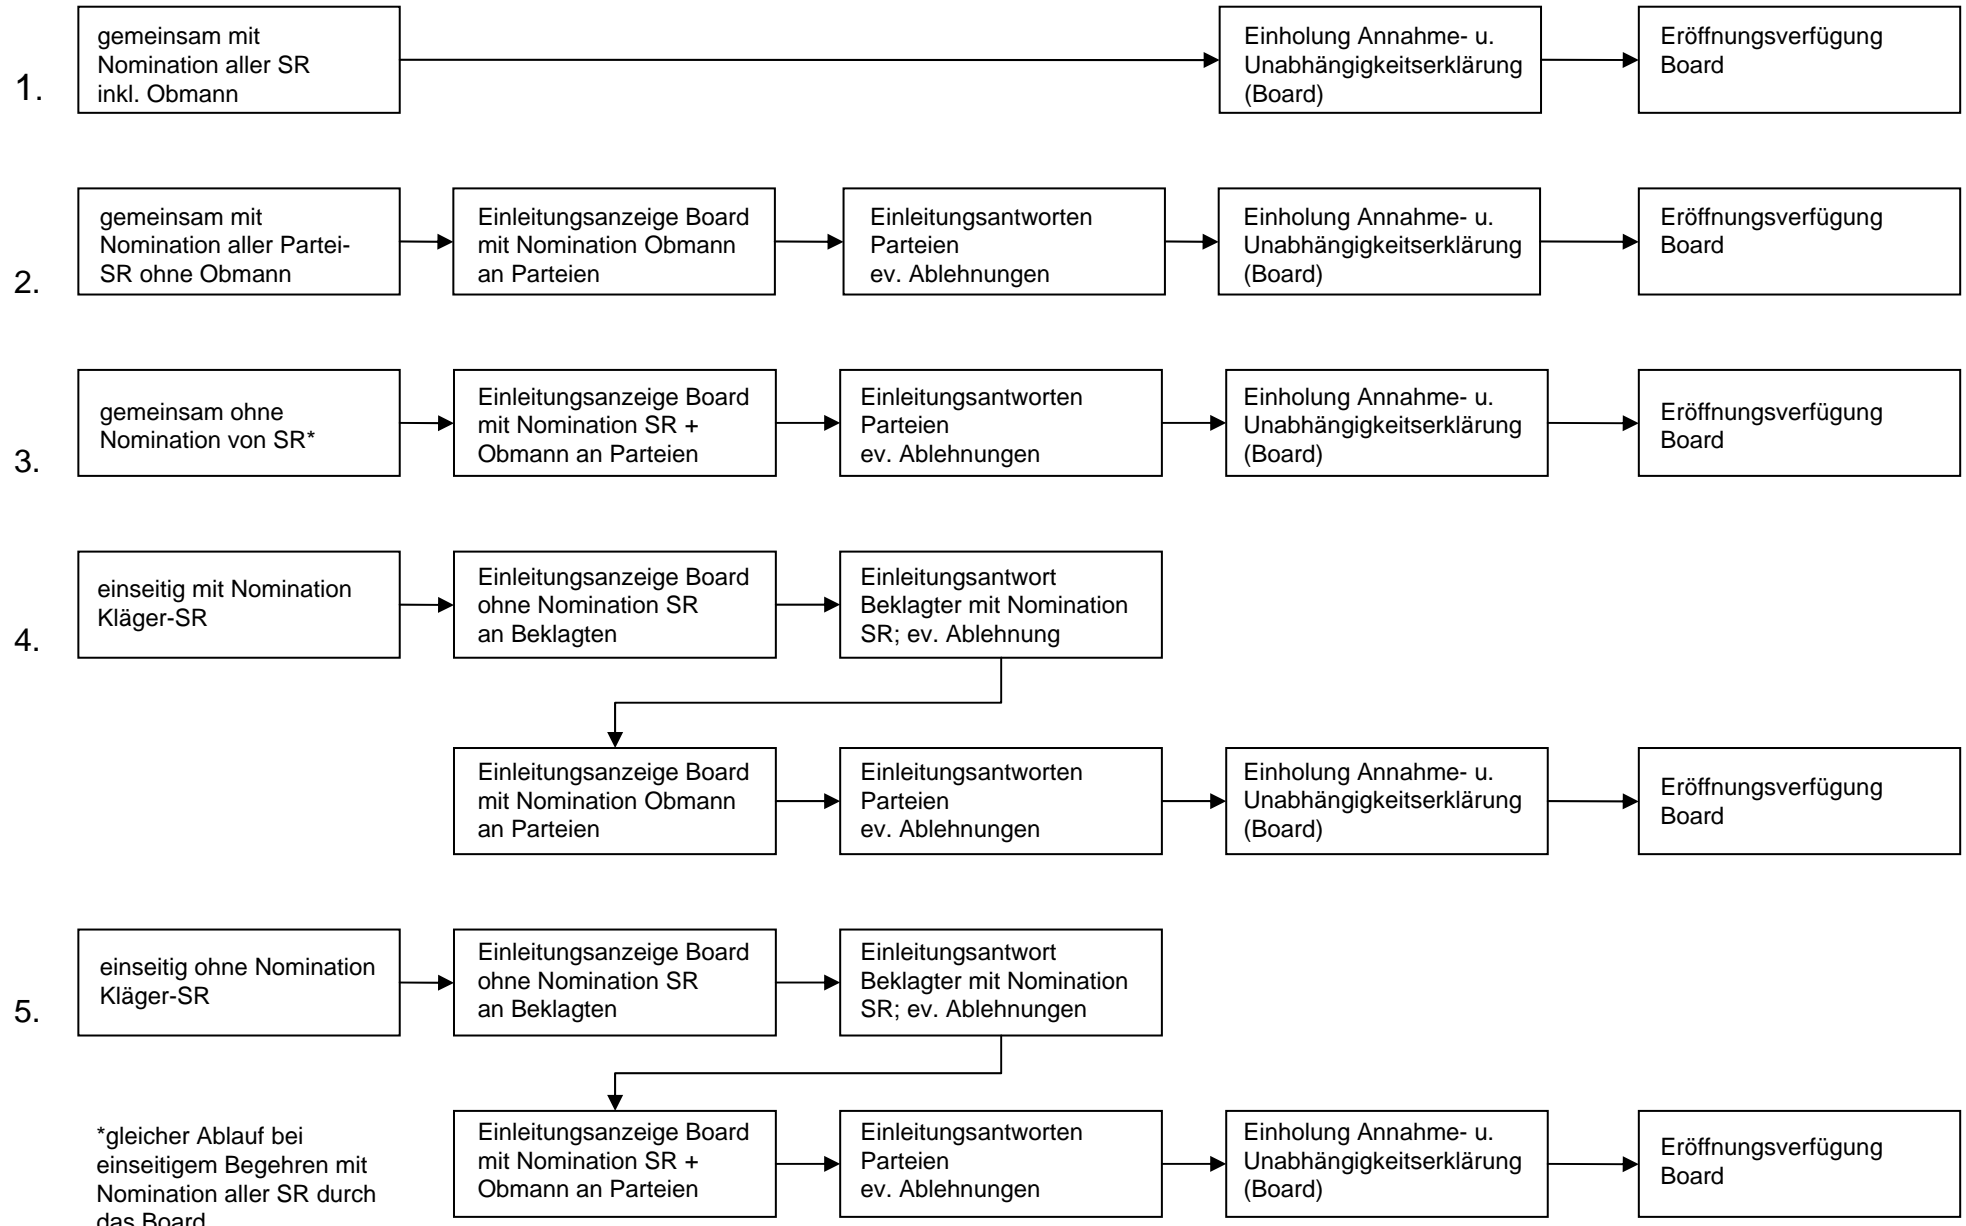 1.
gemeinsam mit
Nomination aller SR
inkl. Obmann
Einholung Annahme- u.
Unabhängigkeitserklärung
(Board)
Eröffnungsverfügung
Board
2.
gemeinsam mit
Nomination aller Partei-
SR ohne Obmann
Einleitungsanzeige Board
mit Nomination Obmann
an Parteien
Einleitungsantworten
Parteien
ev. Ablehnungen
Einholung Annahme- u.
Unabhängigkeitserklärung
(Board)
Eröffnungsverfügung
Board
3.
gemeinsam ohne
Nomination von SR*
Einleitungsanzeige Board
mit Nomination SR +
Obmann an Parteien
Einleitungsantworten
Parteien
ev. Ablehnungen
Einholung Annahme- u.
Unabhängigkeitserklärung
(Board)
Eröffnungsverfügung
Board
4.
einseitig mit Nomination
Kläger-SR
Einleitungsanzeige Board
ohne Nomination SR
an Beklagten
Einleitungsantwort
Beklagter mit Nomination
SR; ev. Ablehnung
Einleitungsanzeige Board
mit Nomination Obmann
an Parteien
Einleitungsantworten
Parteien
ev. Ablehnungen
Einholung Annahme- u.
Unabhängigkeitserklärung
(Board)
Eröffnungsverfügung
Board
5.
einseitig ohne Nomination
Kläger-SR
Einleitungsanzeige Board
ohne Nomination SR
an Beklagten
Einleitungsantwort
Beklagter mit Nomination
SR; ev. Ablehnungen
Einleitungsanzeige Board
mit Nomination SR +
Obmann an Parteien
Einleitungsantworten
Parteien
ev. Ablehnungen
Einholung Annahme- u.
Unabhängigkeitserklärung
(Board)
Eröffnungsverfügung
Board
*gleicher Ablauf bei
einseitigem Begehren mit
Nomination aller SR durch
das Board